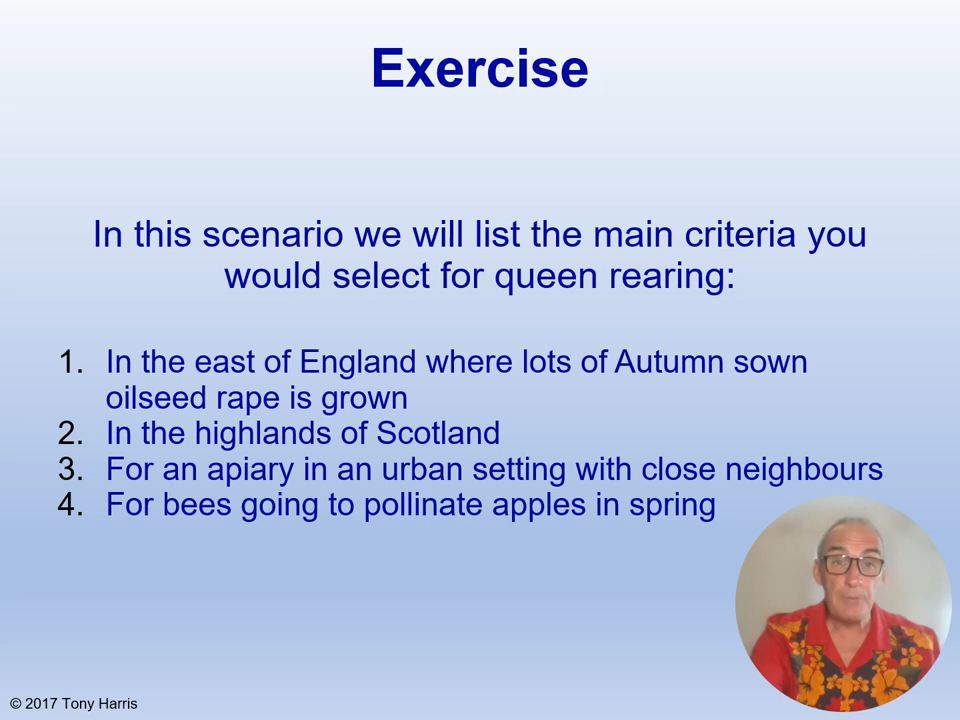 Exercise
In this scenario we will list the main criteria you
would select for queen rearing:
1. In the east of England where lots of Autumn sown
oilseed rape is grown
2. In the highlands of Scotland
3. For an apiary in an urban setting with close neighbours
4. For bees going to pollinate apples in spring
© 2017 Tony Harris